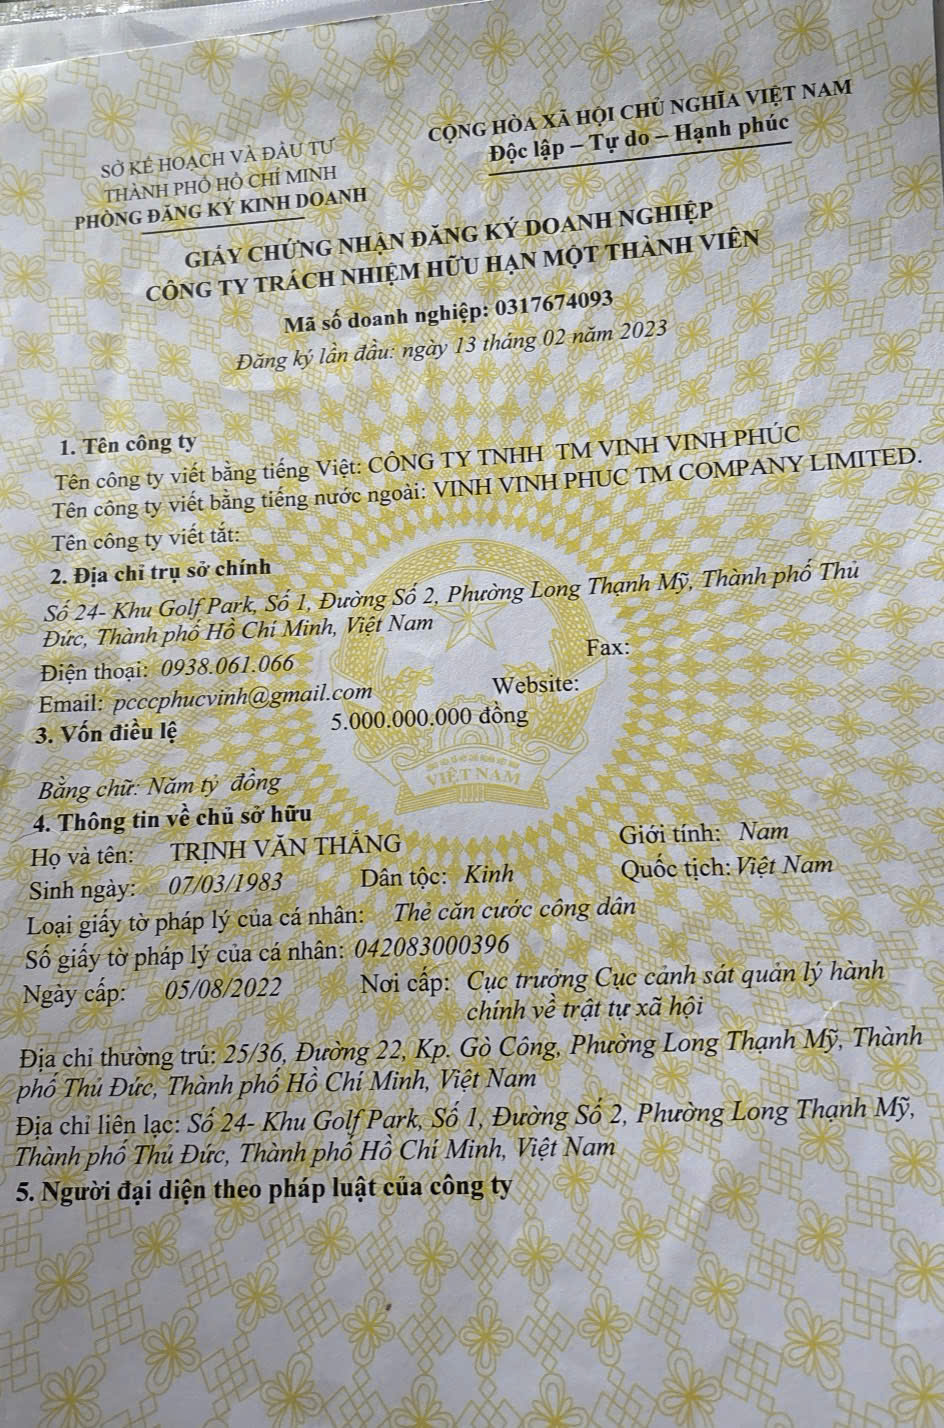 CỘNG HÒA XÃ HỘI CHỦ NGHĨA VIỆT NAM
Độc lập – Tự do – Hạnh phúc
SỞ KẾ HOẠCH VÀ ĐẦU TƯ
THÀNH PHỐ HỒ CHÍ MINH
PHÒNG ĐĂNG KÝ KINH DOANH
GIẤY CHỨNG NHẬN ĐĂNG KÝ DOANH NGHIỆP
CÔNG TY TRÁCH NHIỆM HỮU HẠN MỘT THÀNH VIÊN
Mã số doanh nghiệp: 0317674093
Đăng ký lần đầu: ngày 13 tháng 02 năm 2023
1. Tên công ty
Tên công ty viết bằng tiếng Việt: CÔNG TY TNHH TM VINH VINH PHÚC
Tên công ty viết bằng tiếng nước ngoài: VINH VINH PHUC TM COMPANY LIMITED.
Tên công ty viết tắt:
2. Địa chỉ trụ sở chính
Số 24- Khu Golf Park, Số 1, Đường Số 2, Phường Long Thạnh Mỹ, Thành phố Thủ
Đức, Thành phố Hồ Chí Minh, Việt Nam
Điện thoại: 0938.061.066 Fax:
Email: pcccphucvinh@gmail.com Website:
3. Vốn điều lệ 5.000.000.000 đồng
VIỆT NAM
Bằng chữ: Năm tỷ đồng
4. Thông tin về chủ sở hữu
Họ và tên: TRỊNH VĂN THẮNG Giới tính: Nam
Sinh ngày: 07/03/1983 Dân tộc: Kinh Quốc tịch: Việt Nam
Loại giấy tờ pháp lý của cá nhân: Thẻ căn cước công dân
Số giấy tờ pháp lý của cá nhân: 042083000396
Ngày cấp: 05/08/2022 Nơi cấp: Cục trưởng Cục cảnh sát quản lý hành
chính về trật tự xã hội
Địa chỉ thường trú: 25/36, Đường 22, Kp. Gò Công, Phường Long Thạnh Mỹ, Thành
phố Thủ Đức, Thành phố Hồ Chí Minh, Việt Nam
Địa chỉ liên lạc: Số 24- Khu Golf Park, Số 1, Đường Số 2, Phường Long Thạnh Mỹ,
Thành phố Thủ Đức, Thành phố Hồ Chí Minh, Việt Nam
5. Người đại diện theo pháp luật của công ty